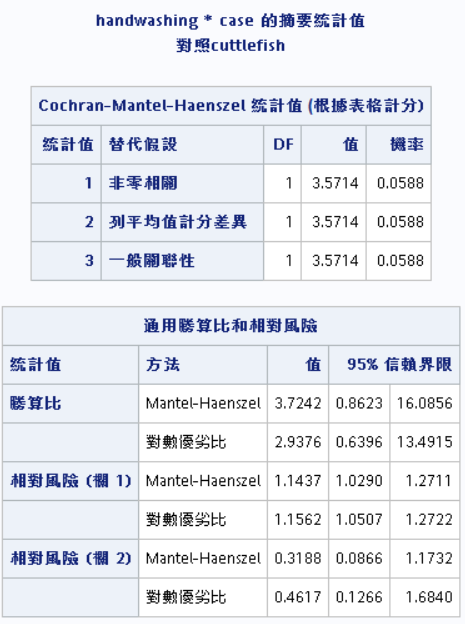 handwashing * case 的摘要統計值
對照cuttlefish
Cochran-Mantel-Haenszel 統計值 (根據表格計分)
統計值 替代假設 DF 值 機率
1 非零相關 1 3.5714 0.0588
2 列平均值計分差異 1 3.5714 0.0588
3 一般關聯性 1 3.5714 0.0588
通用勝算比和相對風險
統計值 方法 值 95% 信賴界限
勝算比 Mantel-Haenszel 3.7242 0.8623 16.0856
對數優劣比 2.9376 0.6396 13.4915
相對風險 (欄 1) Mantel-Haenszel 1.1437 1.0290 1.2711
對數優劣比 1.1562 1.0507 1.2722
相對風險 (欄 2) Mantel-Haenszel 0.3188 0.0866 1.1732
對數優劣比 0.4617 0.1266 1.6840